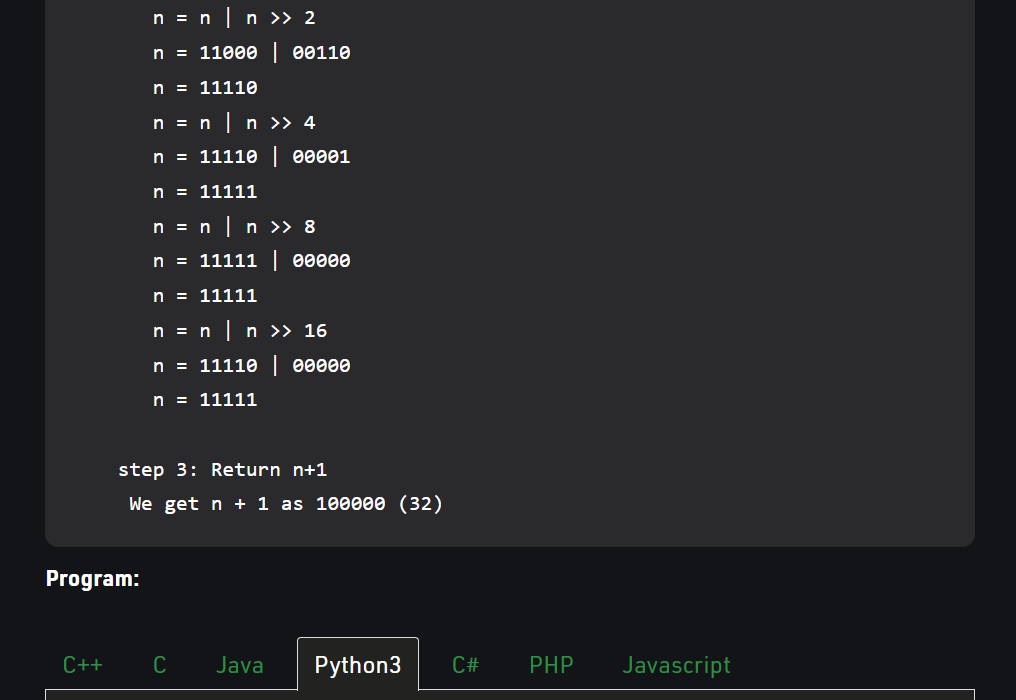 n = n | n >> 2
n = 11000 | 00110
n = 11110
n = n | n >> 4
n = 11110 | 00001
n = 11111
n = n | n >> 8
n = 11111 | 00000
n = 11111
n = n | n >> 16
n = 11110 | 00000
n = 11111
step 3: Return n+1
We get n + 1 as 100000 (32)
Program:
C++ C Java Python3 C# PHP Javascript